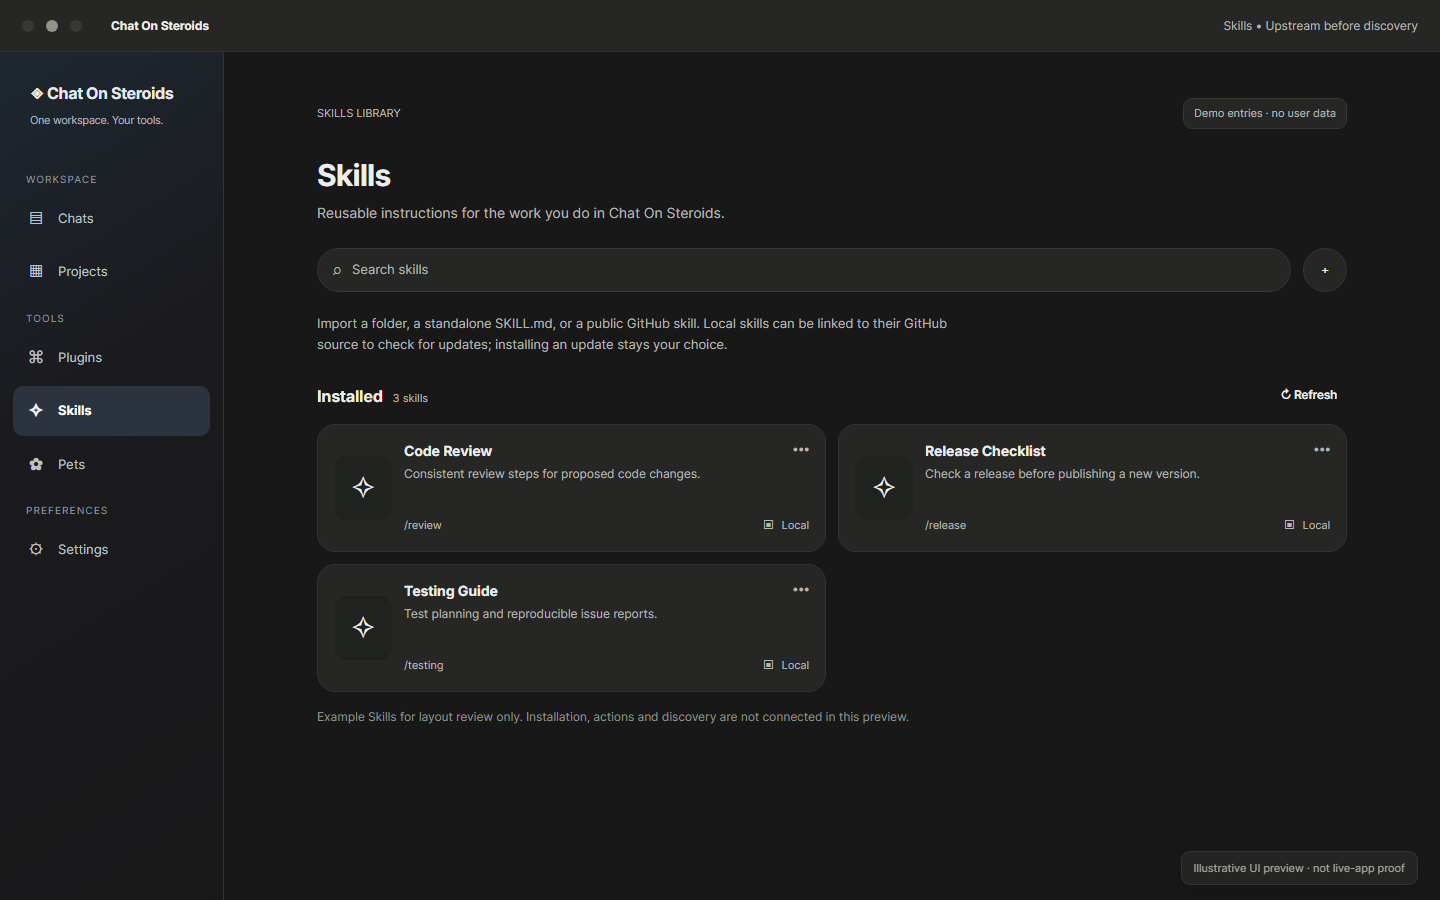 Chat On Steroids
Skills • Upstream before discovery
Chat On Steroids
One workspace. Your tools.
WORKSPACE
Chats
Projects
TOOLS
Plugins
Skills
Pets
PREFERENCES
Settings
SKILLS LIBRARY
Demo entries · no user data
Skills
Reusable instructions for the work you do in Chat On Steroids.
Search skills
+
Import a folder, a standalone SKILL.md, or a public GitHub skill. Local skills can be linked to their GitHub
source to check for updates; installing an update stays your choice.
Installed 3 skills
Refresh
Code Review
Consistent review steps for proposed code changes.
/review
Local
Release Checklist
Check a release before publishing a new version.
/release
Local
Testing Guide
Test planning and reproducible issue reports.
/testing
Local
Example Skills for layout review only. Installation, actions and discovery are not connected in this preview.
Illustrative UI preview · not live-app proof